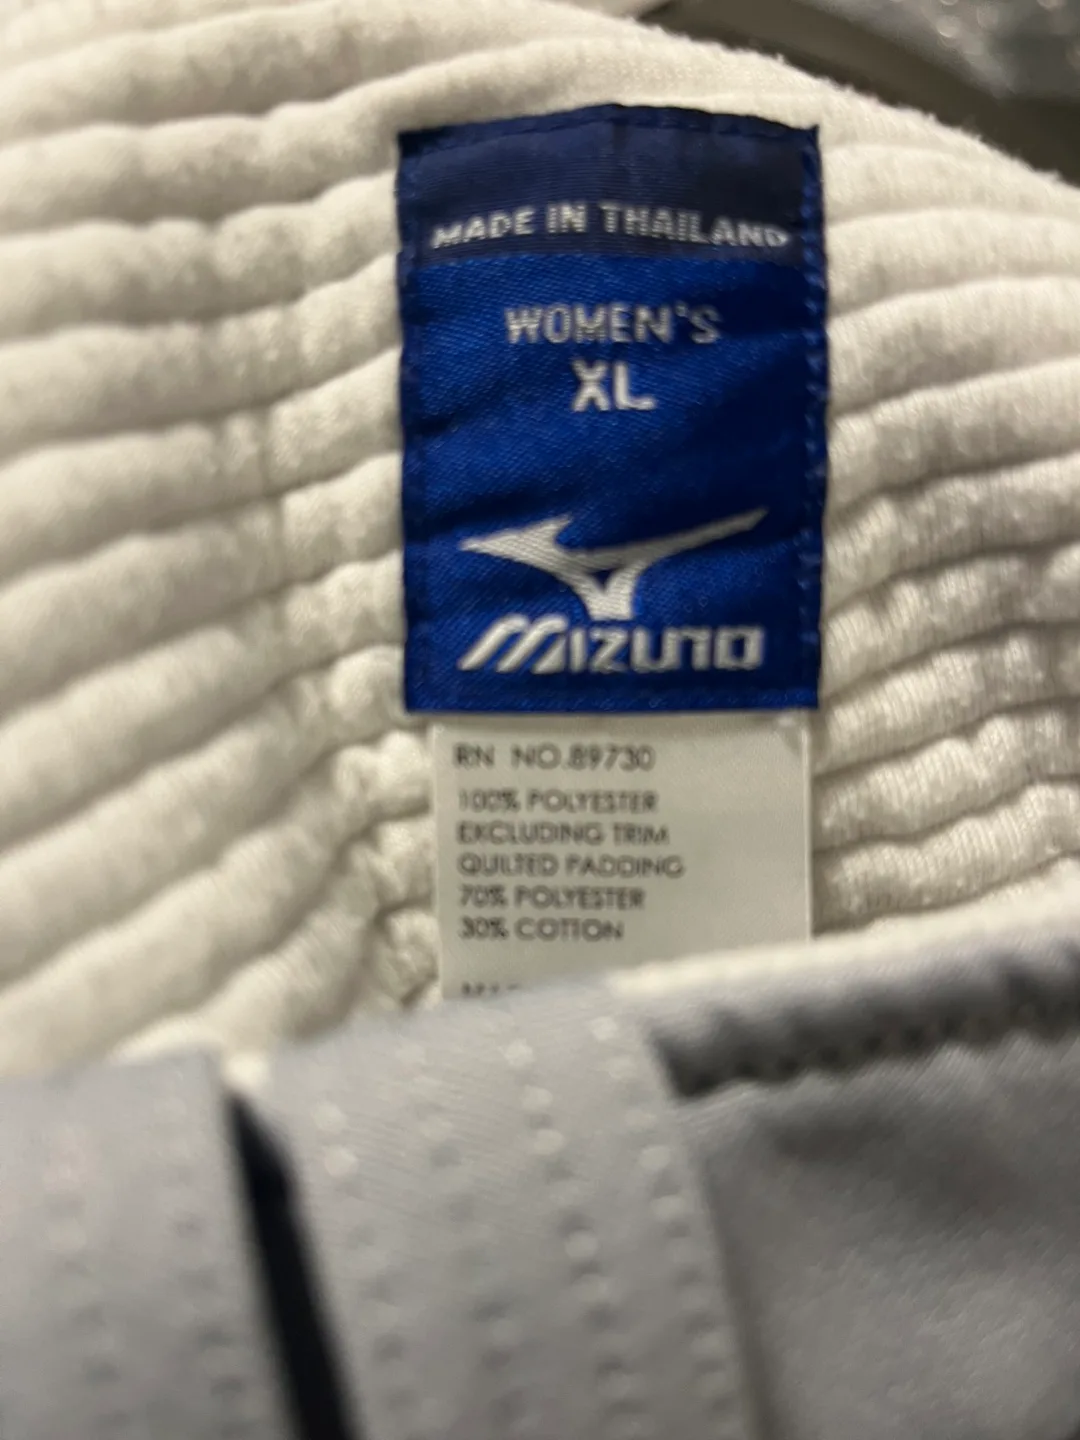 MADE IN THAILAND
WOMEN'S
XL
MIZUNO
RN NO.89730
100% POLYESTER
EXCLUDING TRIM
QUILTED PADDING
70% POLYESTER
30% COTTON